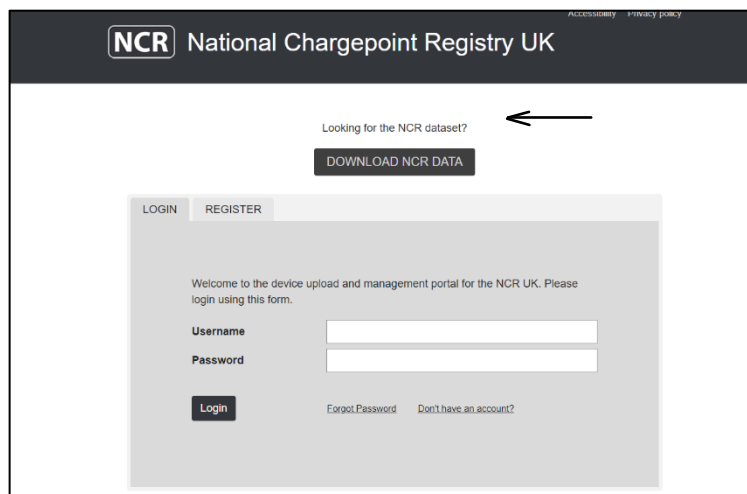 Accessibility Privacy policy
NCR National Chargepoint Registry UK
Looking for the NCR dataset?
DOWNLOAD NCR DATA
LOGIN REGISTER
Welcome to the device upload and management portal for the NCR UK. Please
login using this form.
Username
Password
Login Forgot Password Don't have an account?